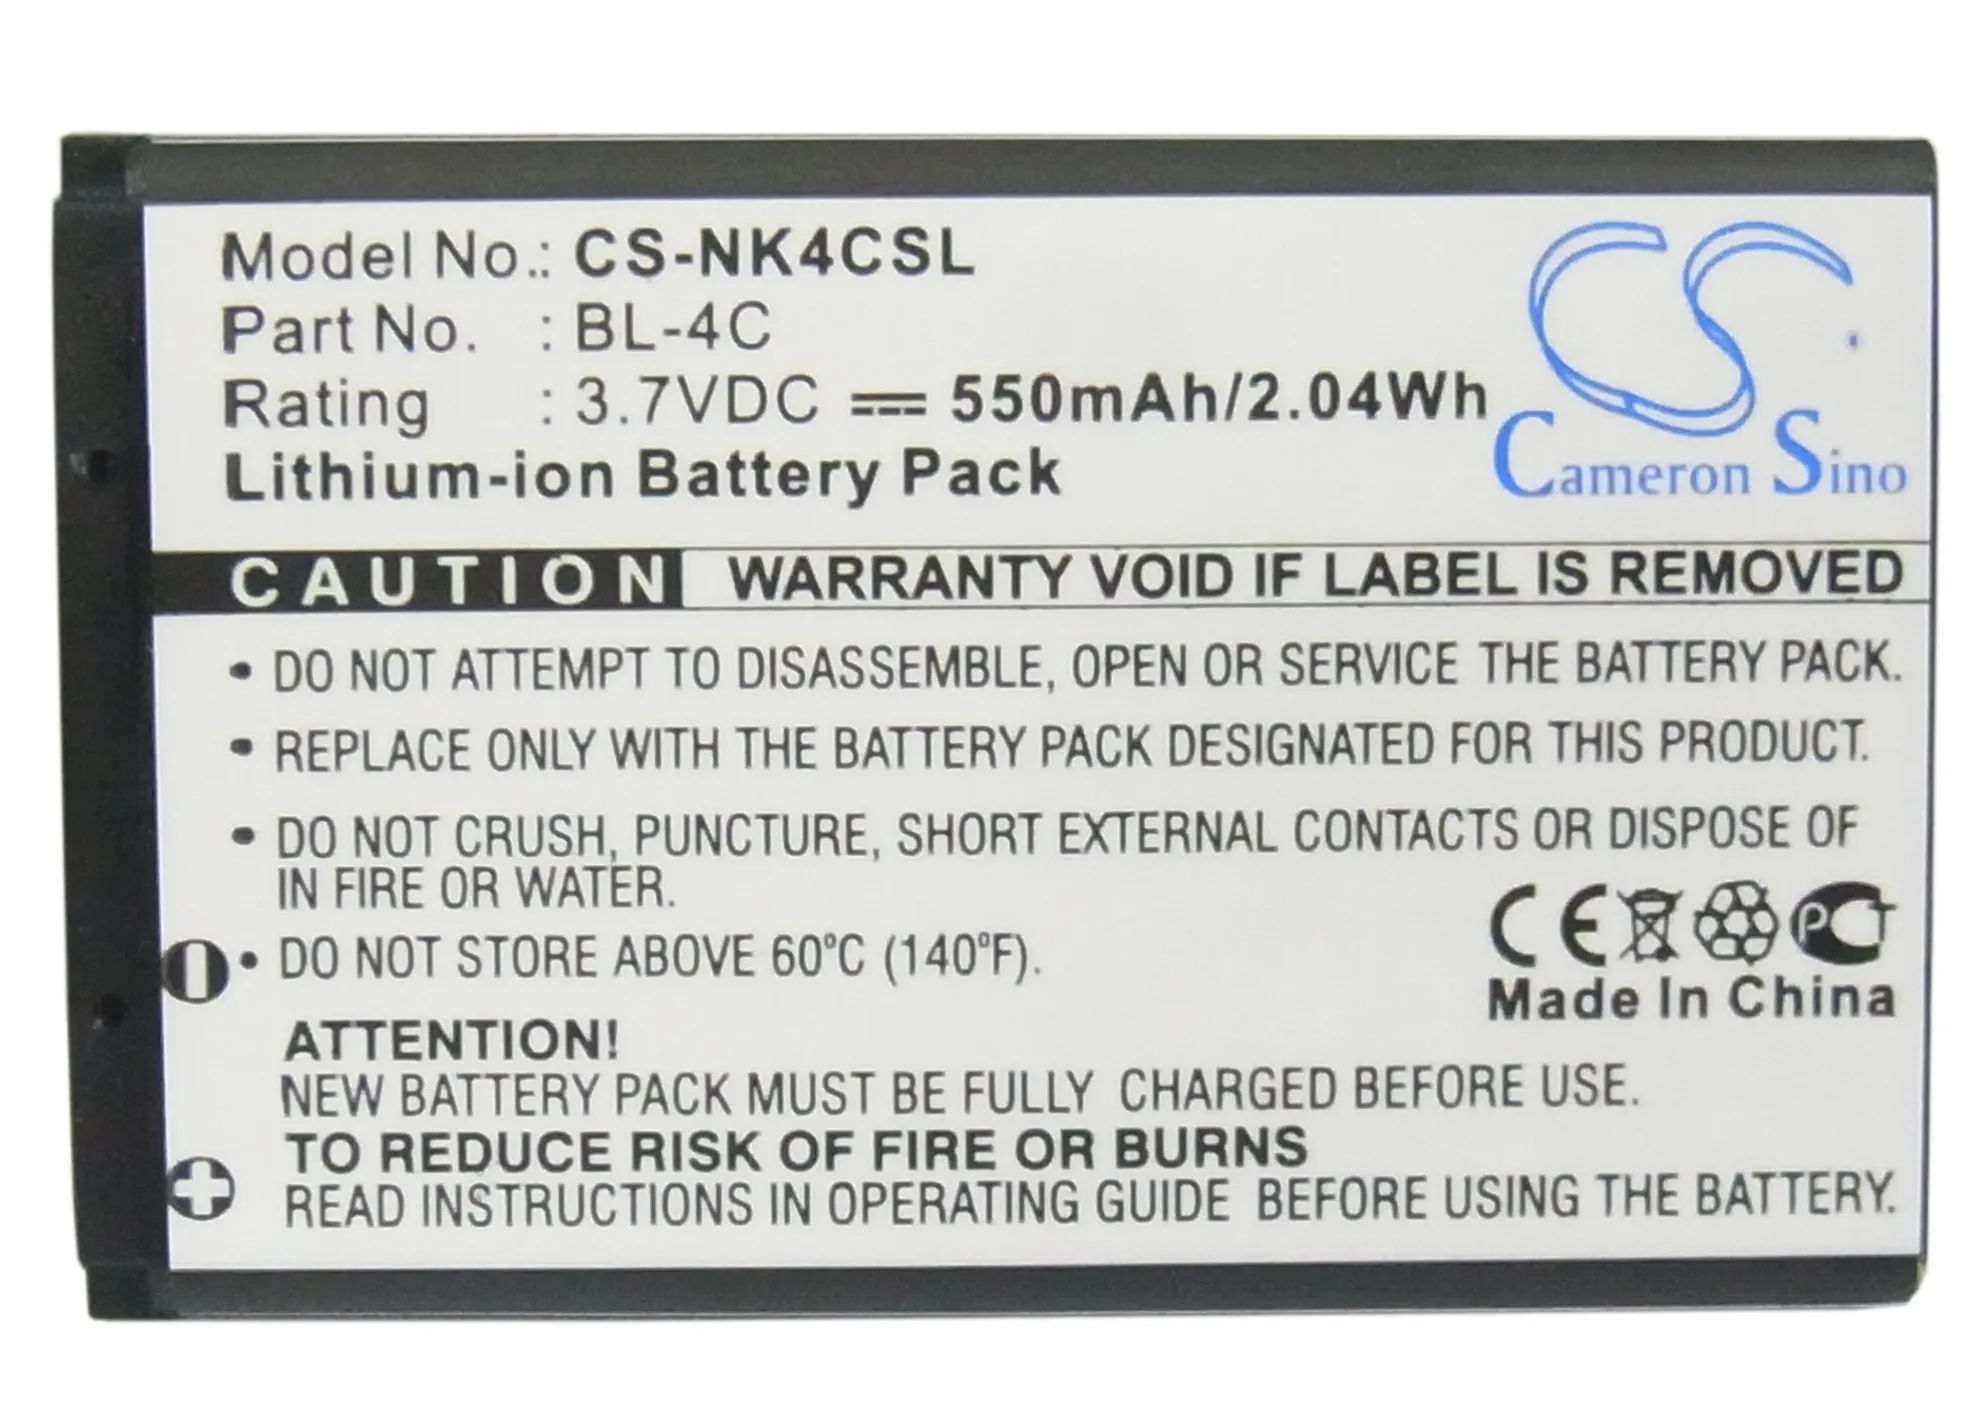 Model No.: CS-NK4CSL
Part No. : BL-4C
Rating : 3.7VDC 550mAh/2.04Wh
Lithium-ion Battery Pack
CS
Cameron Sino
CAUTION WARRANTY VOID IF LABEL IS REMOVED
• DO NOT ATTEMPT TO DISASSEMBLE, OPEN OR SERVICE THE BATTERY PACK.
• REPLACE ONLY WITH THE BATTERY PACK DESIGNATED FOR THIS PRODUCT.
• DO NOT CRUSH, PUNCTURE, SHORT EXTERNAL CONTACTS OR DISPOSE OF
IN FIRE OR WATER.
• DO NOT STORE ABOVE 60ºC (140ºF).
CE PCT
Made In China
ATTENTION!
NEW BATTERY PACK MUST BE FULLY CHARGED BEFORE USE.
TO REDUCE RISK OF FIRE OR BURNS
READ INSTRUCTIONS IN OPERATING GUIDE BEFORE USING THE BATTERY.